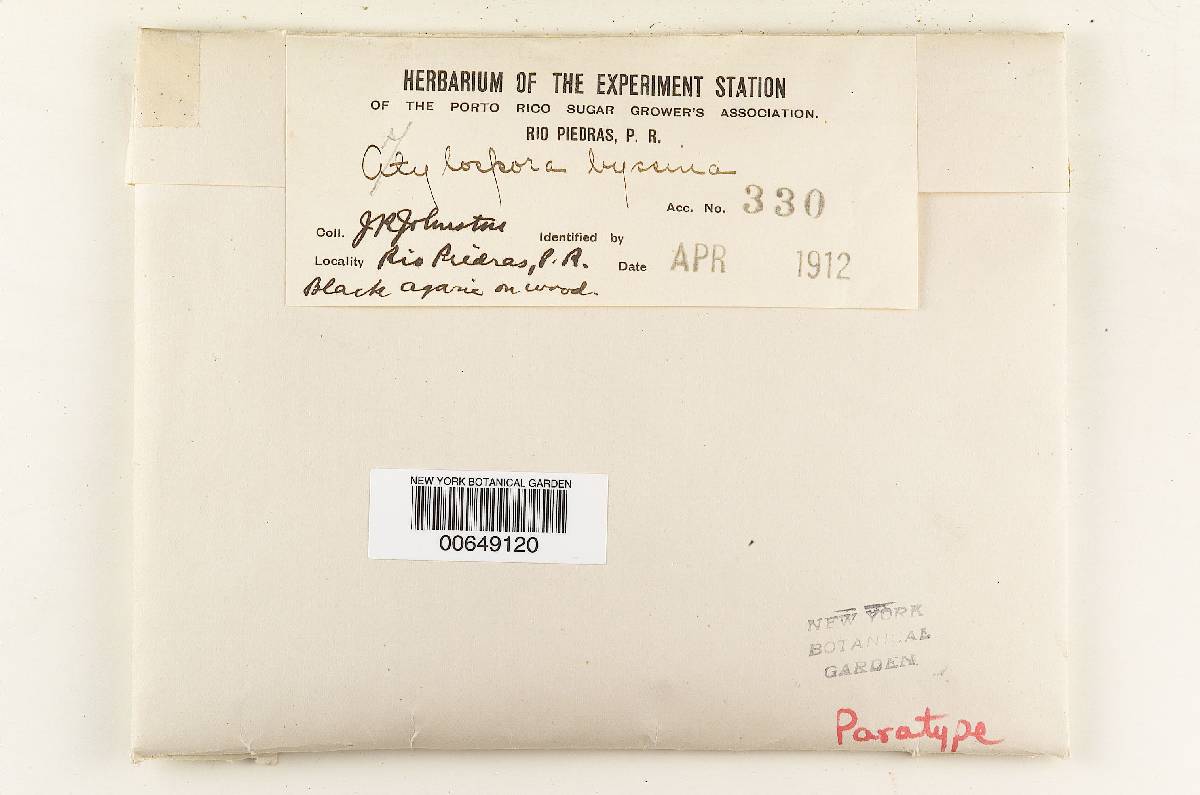 HERBARIUM OF THE EXPERIMENT STATION
OF THE PORTO RICO SUGAR GROWER'S ASSOCIATION.
RIO PIEDRAS, P. R.
Atylospora byssina
Acc. No. 330
Coll. J R Johnston Identified by
Locality Rio Piedras, P. R. Date APR 1912
Black agaric on wood.
NEW YORK BOTANICAL GARDEN
00649120
NEW YORK
BOTANICAL
GARDEN
Paratype